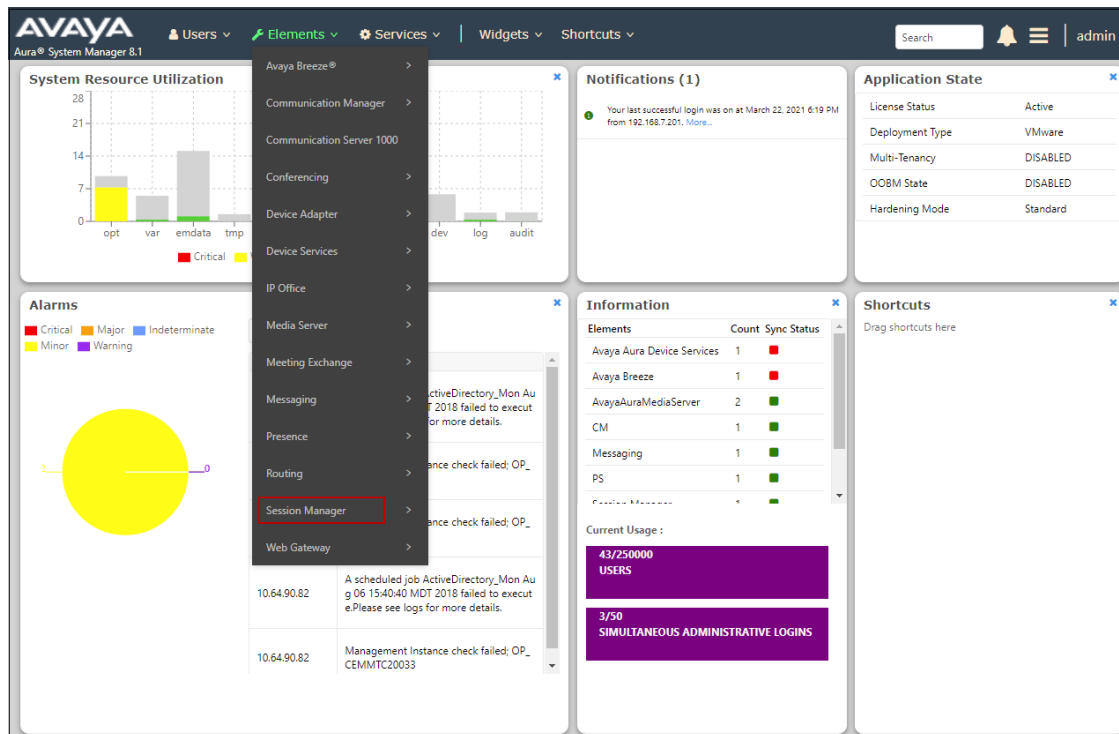 AVAYA
Aura® System Manager 8.1
Users
Elements
Services
Widgets
Shortcuts
Search
admin
System Resource Utilization
28
21
14
7
0
opt
var
emdata
tmp
dev
log
audit
Critical
Avaya Breeze®
Communication Manager
Communication Server 1000
Conferencing
Device Adapter
Device Services
IP Office
Media Server
Meeting Exchange
Messaging
Presence
Routing
Session Manager
Web Gateway
Notifications (1)
Your last successful login was on at March 22, 2021 6:19 PM
from 192.168.7.201. More...
Application State
License Status Active
Deployment Type VMware
Multi-Tenancy DISABLED
OOBM State DISABLED
Hardening Mode Standard
Alarms
Critical Major Indeterminate
Minor Warning
0
ctiveDirectory_Mon Au
T 2018 failed to execut
for more details.
ance check failed; OP_
ance check failed; OP_
10.64.90.82
A scheduled job ActiveDirectory_Mon Au
g 06 15:40:40 MDT 2018 failed to execut
e.Please see logs for more details.
10.64.90.82
Management Instance check failed; OP_
CEMMTC20033
Information
Elements Count Sync Status
Avaya Aura Device Services 1
Avaya Breeze 1
AvayaAuraMediaServer 2
CM 1
Messaging 1
PS 1
Session Manager 1
Current Usage :
43/250000
USERS
3/50
SIMULTANEOUS ADMINISTRATIVE LOGINS
Shortcuts
Drag shortcuts here